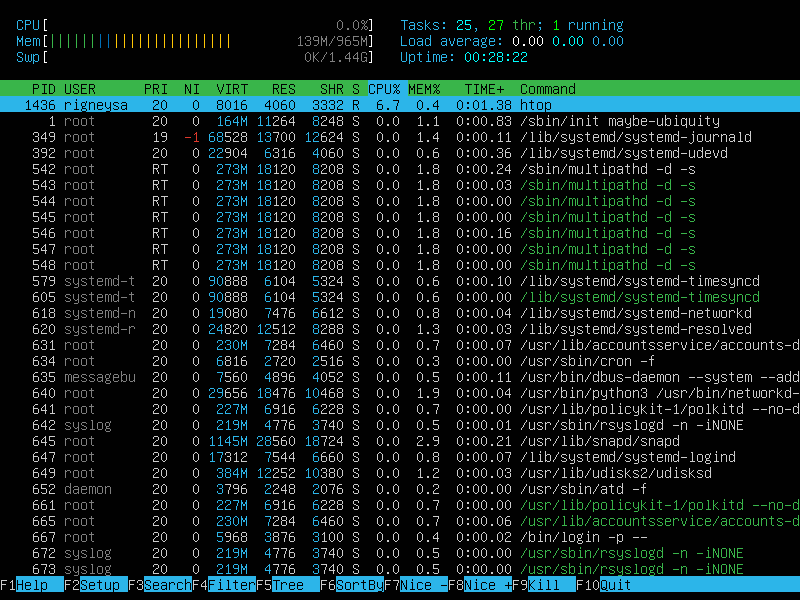 CPU[ 0.0%] Tasks: 25, 27 thr; 1 running
Mem[||||||||||||||||||||||| 139M/965M] Load average: 0.00 0.00 0.00
Swp[ 0K/1.44G] Uptime: 00:28:22
PID USER PRI NI VIRT RES SHR S CPU% MEM% TIME+ Command
1436 rigneysa 20 0 8016 4060 3332 R 6.7 0.4 0:01.38 htop
1 root 20 0 164M 11264 8248 S 0.0 1.1 0:00.83 /sbin/init maybe-ubiquity
349 root 19 -1 68528 13700 12624 S 0.0 1.4 0:00.11 /lib/systemd/systemd-journald
392 root 20 0 22904 6316 4060 S 0.0 0.6 0:00.36 /lib/systemd/systemd-udevd
542 root RT 0 273M 18120 8208 S 0.0 1.8 0:00.24 /sbin/multipathd -d -s
543 root RT 0 273M 18120 8208 S 0.0 1.8 0:00.03 /sbin/multipathd -d -s
544 root RT 0 273M 18120 8208 S 0.0 1.8 0:00.00 /sbin/multipathd -d -s
545 root RT 0 273M 18120 8208 S 0.0 1.8 0:00.00 /sbin/multipathd -d -s
546 root RT 0 273M 18120 8208 S 0.0 1.8 0:00.16 /sbin/multipathd -d -s
547 root RT 0 273M 18120 8208 S 0.0 1.8 0:00.00 /sbin/multipathd -d -s
548 root RT 0 273M 18120 8208 S 0.0 1.8 0:00.00 /sbin/multipathd -d -s
579 systemd-t 20 0 90888 6104 5324 S 0.0 0.6 0:00.10 /lib/systemd/systemd-timesyncd
605 systemd-t 20 0 90888 6104 5324 S 0.0 0.6 0:00.00 /lib/systemd/systemd-timesyncd
618 systemd-n 20 0 19080 7476 6612 S 0.0 0.8 0:00.04 /lib/systemd/systemd-networkd
620 systemd-r 20 0 24820 12512 8288 S 0.0 1.3 0:00.03 /lib/systemd/systemd-resolved
631 root 20 0 230M 7284 6460 S 0.0 0.7 0:00.07 /usr/lib/accountsservice/accounts-d
634 root 20 0 6816 2720 2516 S 0.0 0.3 0:00.00 /usr/sbin/cron -f
635 messagebu 20 0 7560 4896 4052 S 0.0 0.5 0:00.11 /usr/bin/dbus-daemon --system --add
640 root 20 0 29656 18476 10468 S 0.0 1.9 0:00.04 /usr/bin/python3 /usr/bin/networkd-
641 root 20 0 227M 6916 6228 S 0.0 0.7 0:00.00 /usr/lib/policykit-1/polkitd --no-d
642 syslog 20 0 219M 4776 3740 S 0.0 0.5 0:00.01 /usr/sbin/rsyslogd -n -iNONE
645 root 20 0 1145M 28560 18724 S 0.0 2.9 0:00.21 /usr/lib/snapd/snapd
647 root 20 0 17312 7544 6660 S 0.0 0.8 0:00.07 /lib/systemd/systemd-logind
649 root 20 0 384M 12252 10380 S 0.0 1.2 0:00.03 /usr/lib/udisks2/udisksd
652 daemon 20 0 3796 2248 2076 S 0.0 0.2 0:00.00 /usr/sbin/atd -f
661 root 20 0 227M 6916 6228 S 0.0 0.7 0:00.00 /usr/lib/policykit-1/polkitd --no-d
665 root 20 0 230M 7284 6460 S 0.0 0.7 0:00.06 /usr/lib/accountsservice/accounts-d
667 root 20 0 5968 3876 3100 S 0.0 0.4 0:00.02 /bin/login -p --
672 syslog 20 0 219M 4776 3740 S 0.0 0.5 0:00.00 /usr/sbin/rsyslogd -n -iNONE
673 syslog 20 0 219M 4776 3740 S 0.0 0.5 0:00.00 /usr/sbin/rsyslogd -n -iNONE
F1Help F2Setup F3SearchF4FilterF5Tree F6SortByF7Nice -F8Nice +F9Kill F10Quit